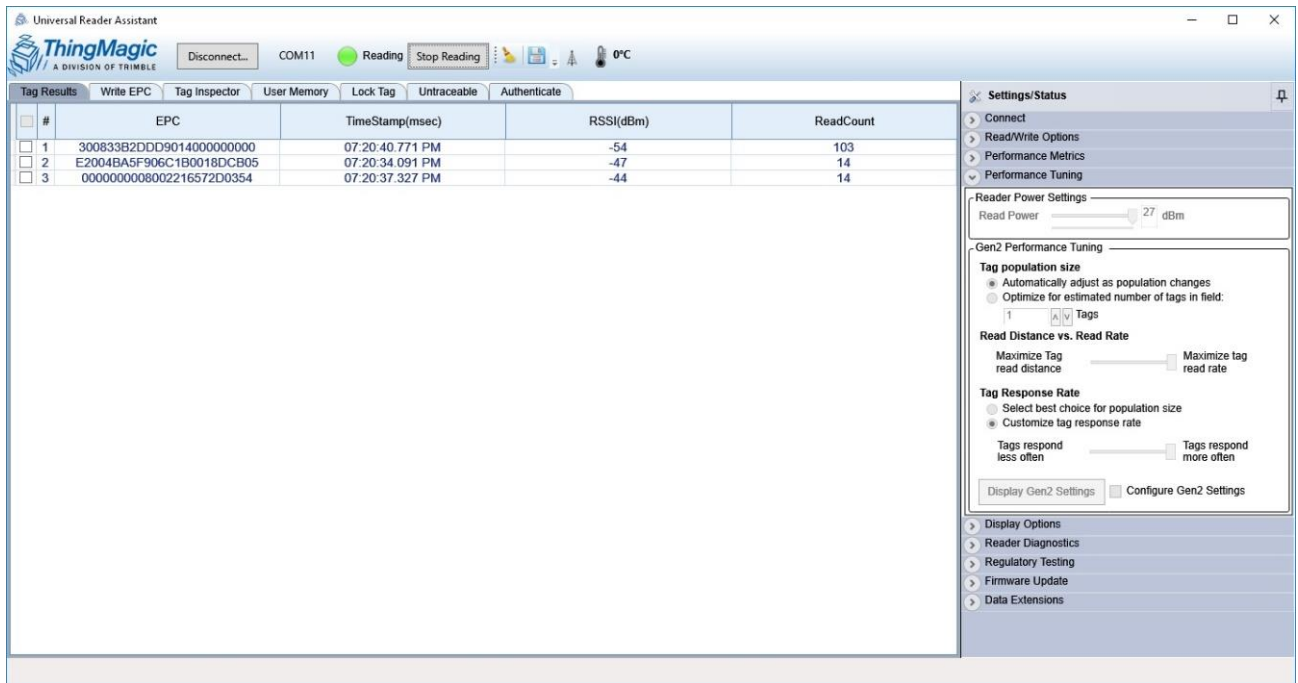 Universal Reader Assistant
ThingMagic
A DIVISION OF TRIMBLE
Disconnect... COM11 Reading Stop Reading 0°C
Tag Results Write EPC Tag Inspector User Memory Lock Tag Untraceable Authenticate
# EPC TimeStamp(msec) RSSI(dBm) ReadCount
1 300833B2DDD9014000000000 07:20:40.771 PM -54 103
2 E2004BA5F906C1B0018DCB05 07:20:34.091 PM -47 14
3 0000000008002216572D0354 07:20:37.327 PM -44 14
Settings/Status
Connect
Read/Write Options
Performance Metrics
Performance Tuning
Reader Power Settings
Read Power 27 dBm
Gen2 Performance Tuning
Tag population size
Automatically adjust as population changes
Optimize for estimated number of tags in field:
1 Tags
Read Distance vs. Read Rate
Maximize Tag Maximize tag
read distance read rate
Tag Response Rate
Select best choice for population size
Customize tag response rate
Tags respond Tags respond
less often more often
Display Gen2 Settings Configure Gen2 Settings
Display Options
Reader Diagnostics
Regulatory Testing
Firmware Update
Data Extensions